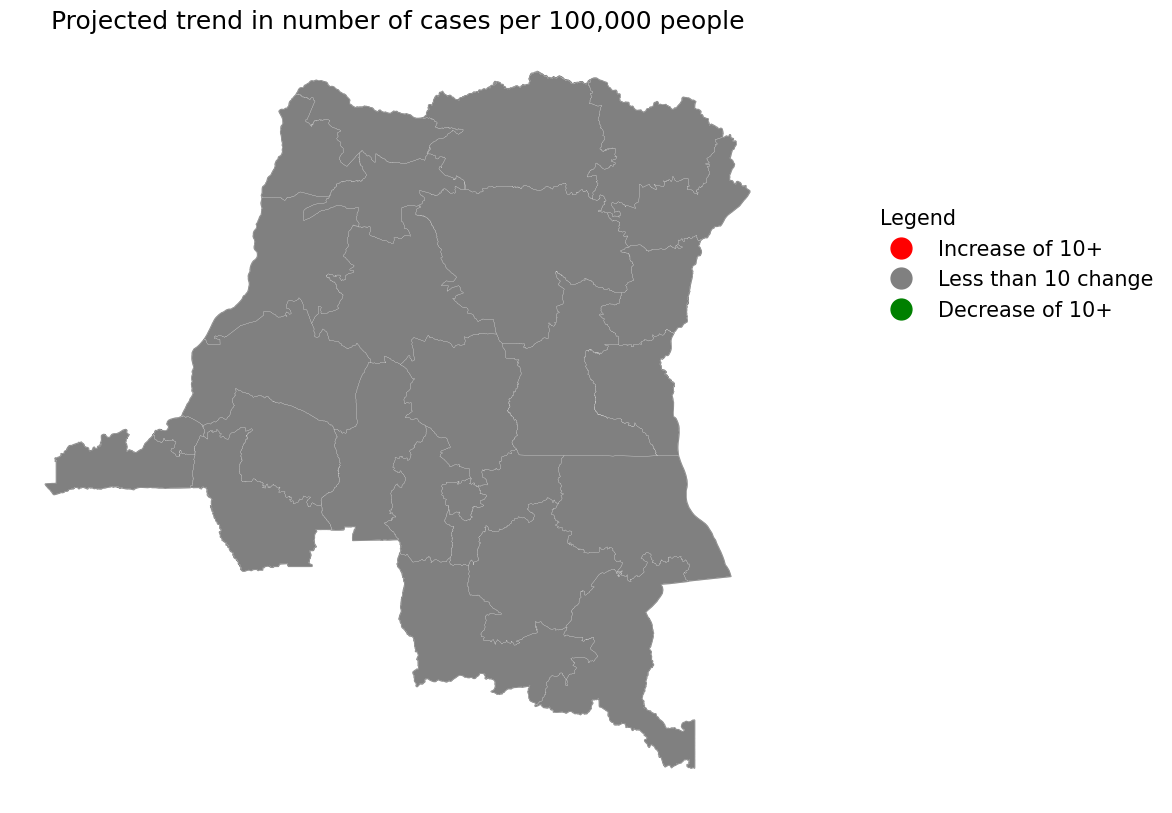 Projected trend in number of cases per 100,000 people
Legend
Increase of 10+
Less than 10 change
Decrease of 10+